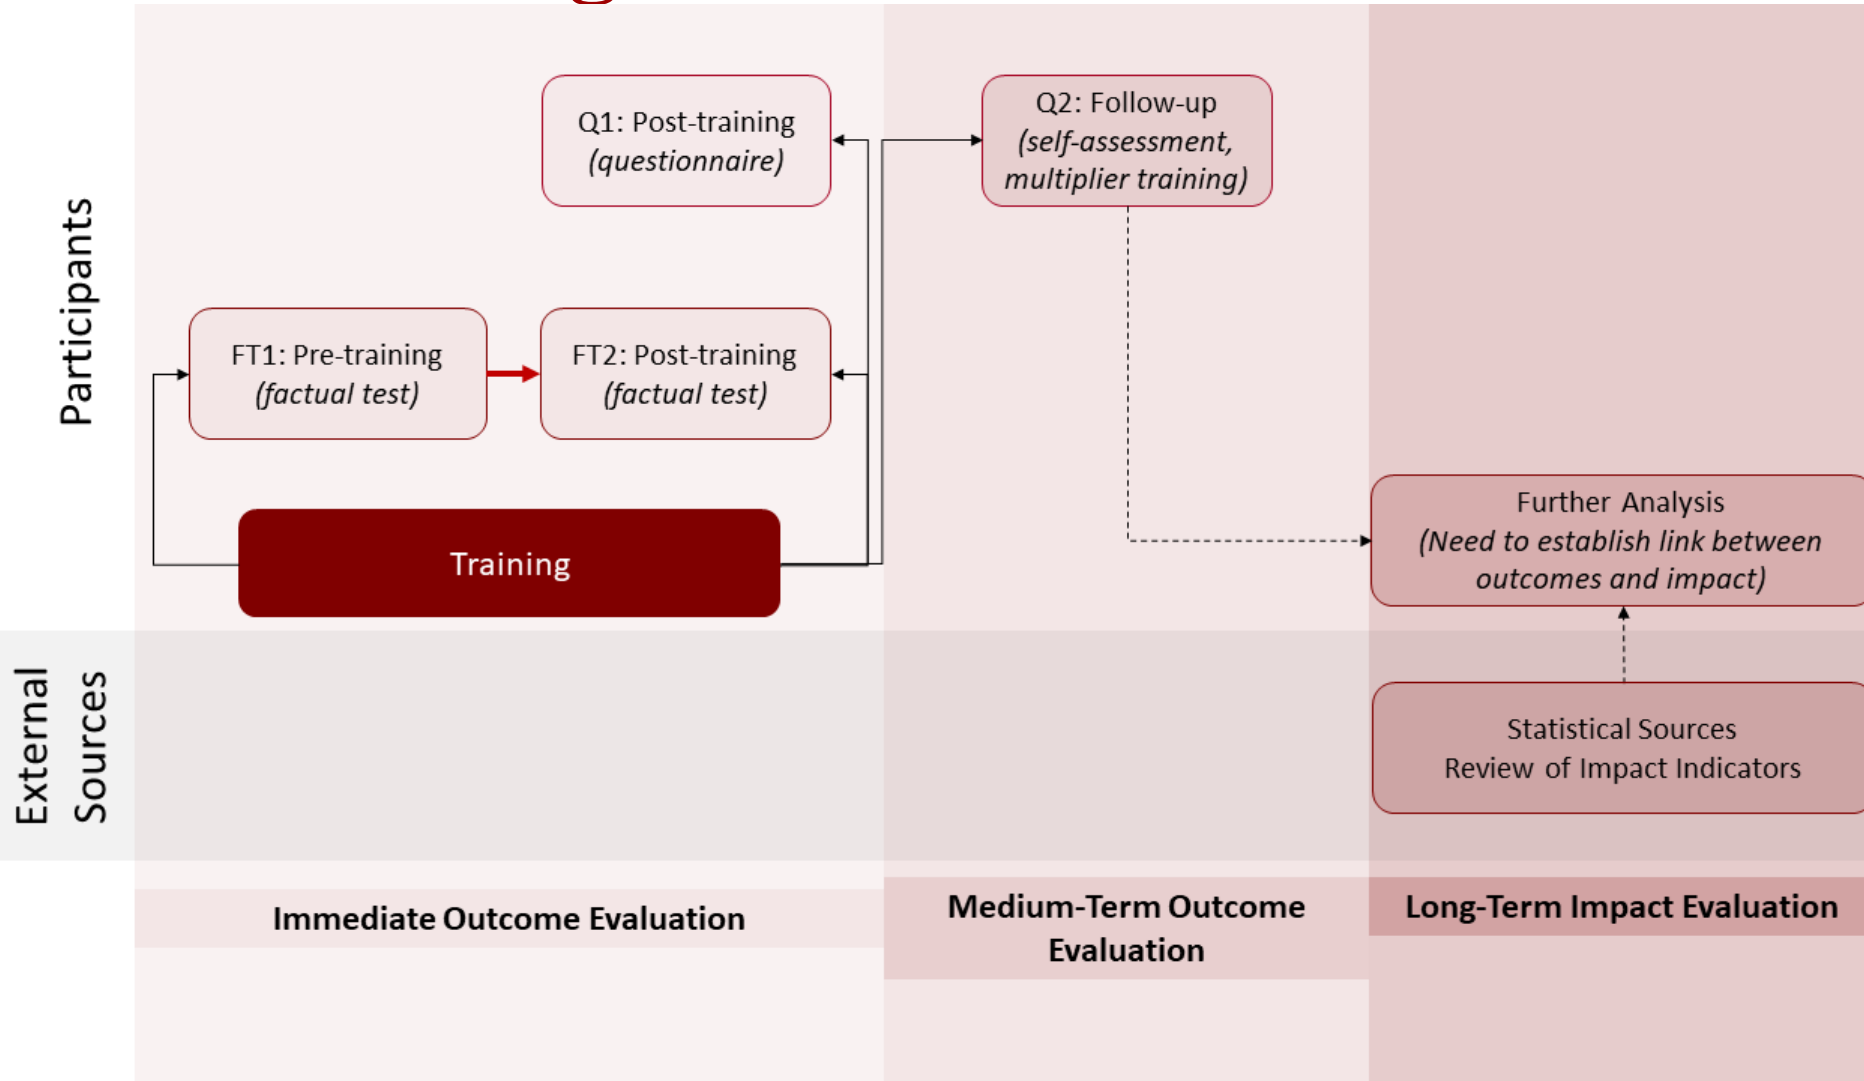 Participants
External
Sources
Q1: Post-training
(questionnaire)
Q2: Follow-up
(self-assessment,
multiplier training)
FT1: Pre-training
(factual test)
FT2: Post-training
(factual test)
Training
Further Analysis
(Need to establish link between
outcomes and impact)
Statistical Sources
Review of Impact Indicators
Immediate Outcome Evaluation
Medium-Term Outcome
Evaluation
Long-Term Impact Evaluation